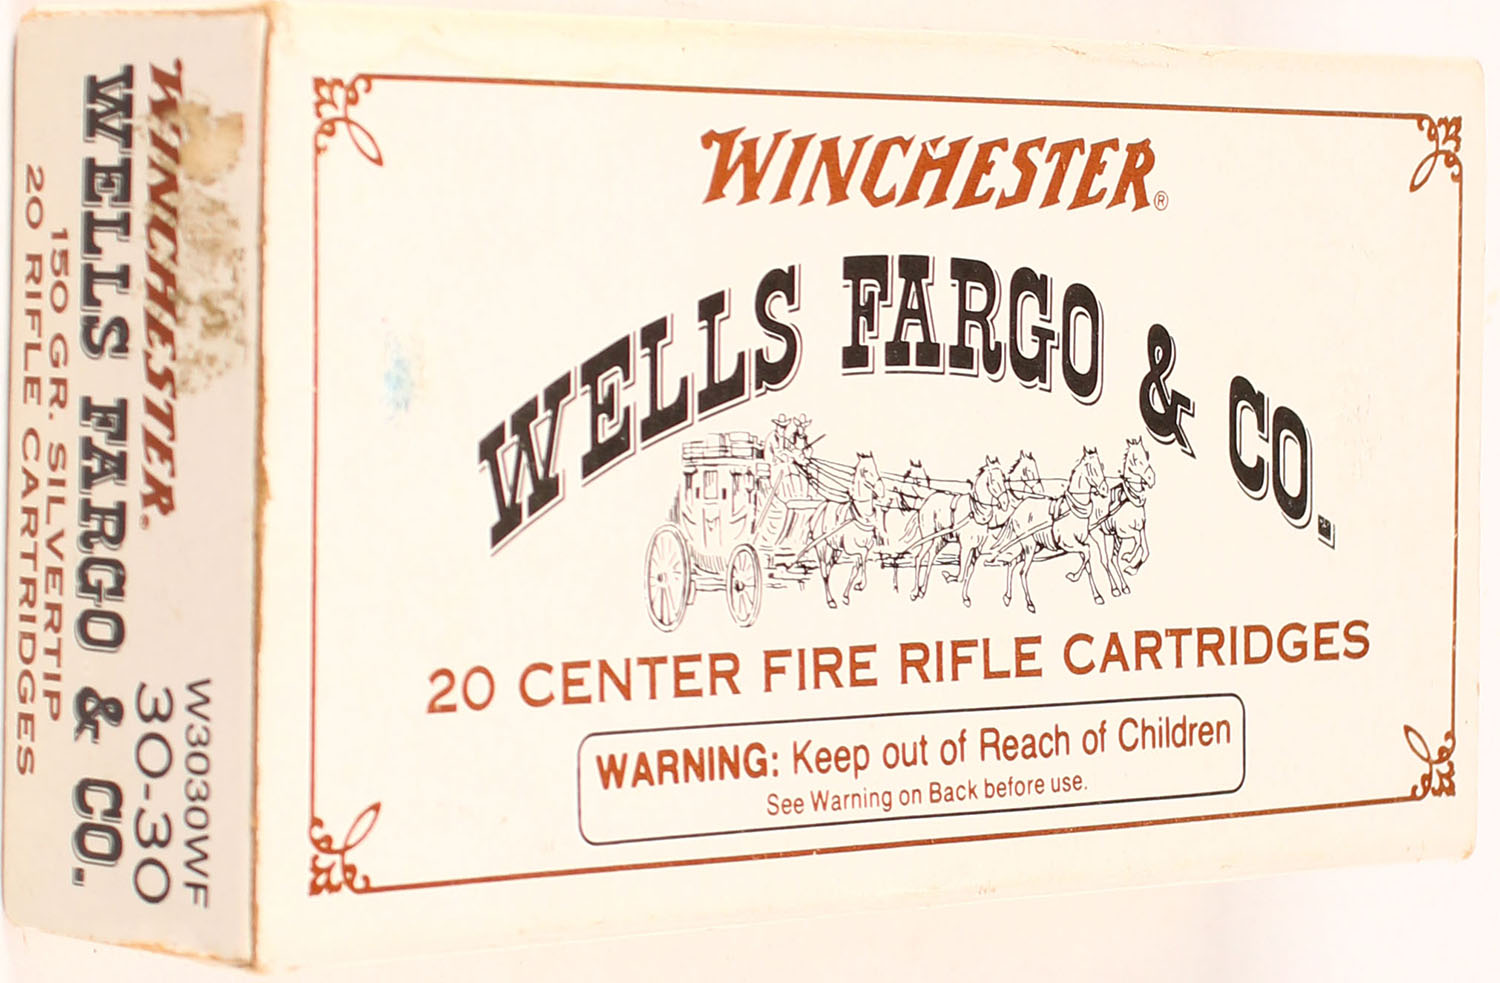 WINCHESTER®
WELLS FARGO & CO.
20 CENTER FIRE RIFLE CARTRIDGES
WARNING: Keep out of Reach of Children
See Warning on Back before use.
WINCHESTER® W3030WF
30-30
WELLS FARGO & CO.
150 GR. SILVERTIP
20 RIFLE CARTRIDGES